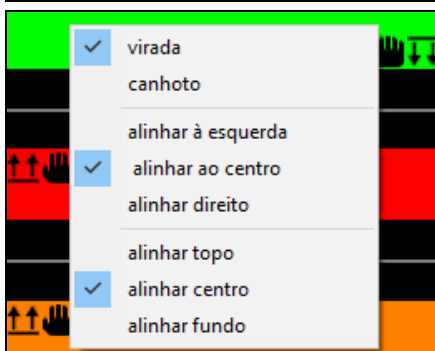 virada
canhoto
alinhar à esquerda
alinhar ao centro
alinhar direito
alinhar topo
alinhar centro
alinhar fundo